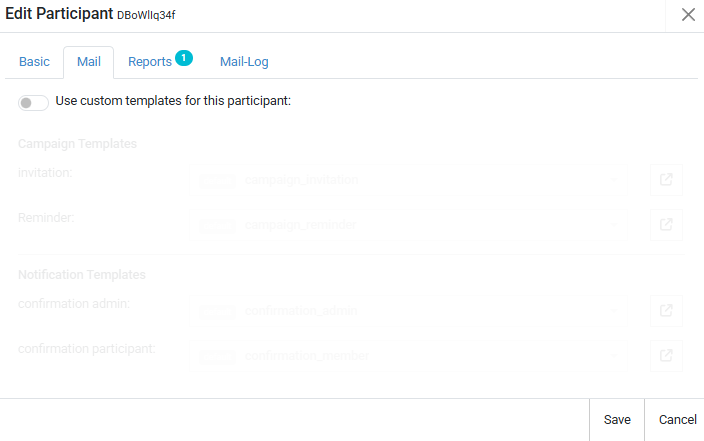 Edit Participant DBoWlIq34f
Basic
Mail
Reports 1
Mail-Log
Use custom templates for this participant:
Campaign Templates
invitation:
campaign_invitation
Reminder:
campaign_reminder
Notification Templates
confirmation admin:
confirmation_admin
confirmation participant:
confirmation_member
Save
Cancel